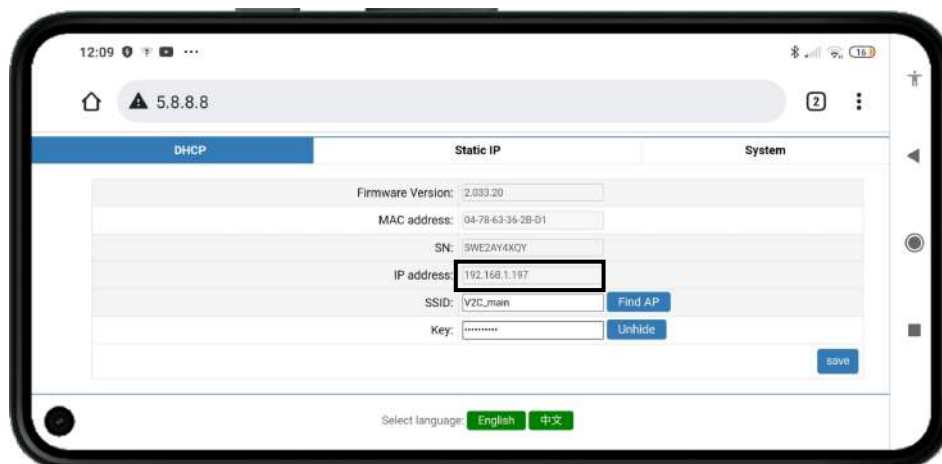 12:09
16
5.8.8.8
2
DHCP Static IP System
Firmware Version: 2.033.20
MAC address: 04-78-63-36-2B-D1
SN: SWE2AY4XQY
IP address: 192.168.1.197
SSID: V2C_main Find AP
Key: ·········· Unhide
save
Select language: English 中文